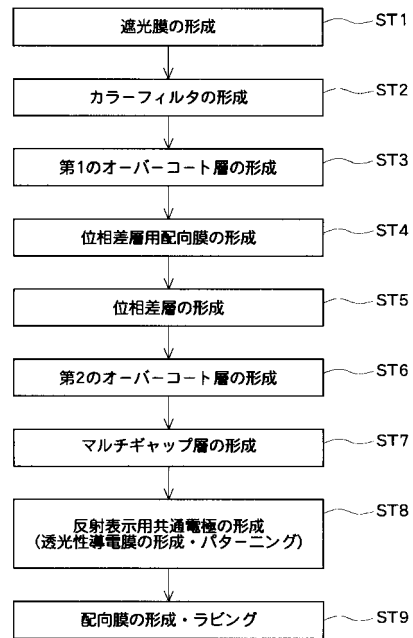 遮光膜の形成
ST1
カラーフィルタの形成
ST2
第1のオーバーコート層の形成
ST3
位相差層用配向膜の形成
ST4
位相差層の形成
ST5
第2のオーバーコート層の形成
ST6
マルチギャップ層の形成
ST7
反射表示用共通電極の形成
(透光性導電膜の形成・パターニング)
ST8
配向膜の形成・ラビング
ST9